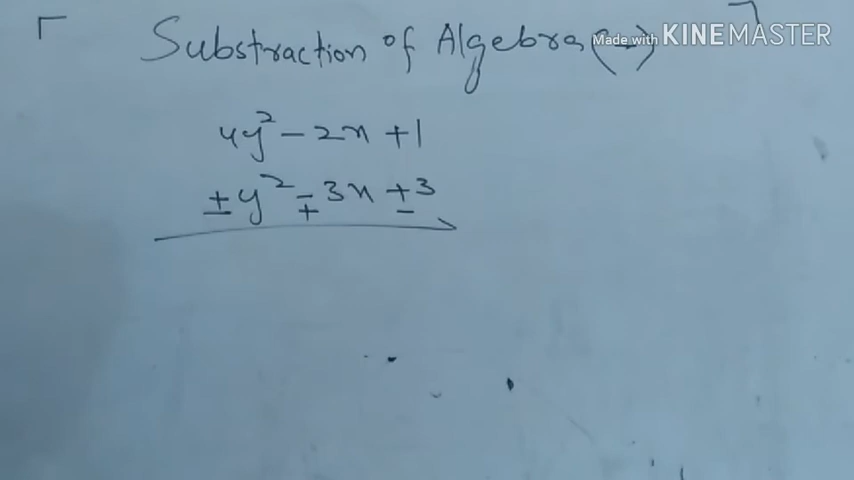 Substraction of Algebra (-)
Made with KINEMASTER
4y² - 2x + 1
± y² ∓ 3x ± 3